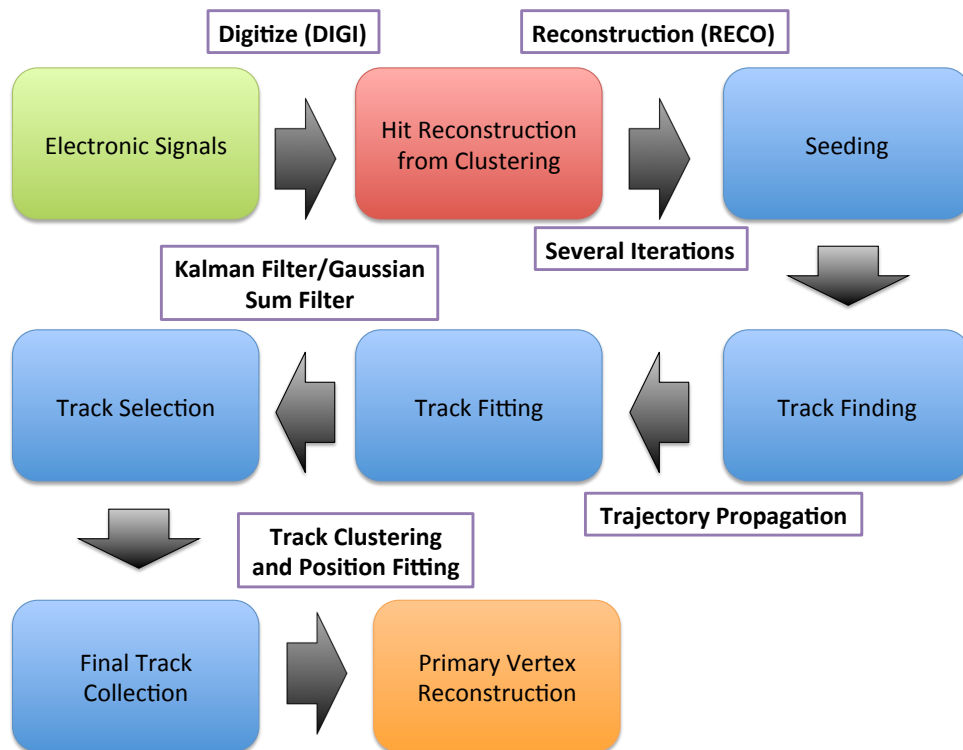 Digitize (DIGI)
Reconstruction (RECO)
Electronic Signals
Hit Reconstruction
from Clustering
Seeding
Several Iterations
Kalman Filter/Gaussian
Sum Filter
Track Selection
Track Fitting
Track Finding
Trajectory Propagation
Track Clustering
and Position Fitting
Final Track
Collection
Primary Vertex
Reconstruction